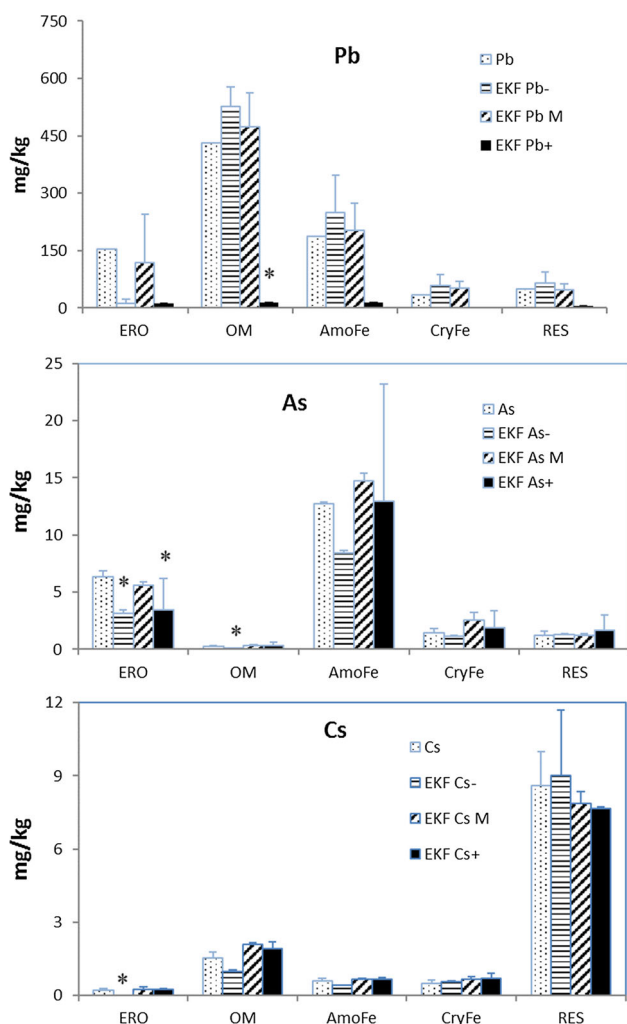 Pb
750
600
450
300
150
0
mg/kg
Pb
EKF Pb-
EKF Pb M
EKF Pb+
*
ERO OM AmoFe CryFe RES
As
25
20
15
10
5
0
mg/kg
As
EKF As-
EKF As M
EKF As+
* *
*
ERO OM AmoFe CryFe RES
Cs
12
9
6
3
0
mg/kg
Cs
EKF Cs-
EKF Cs M
EKF Cs+
*
ERO OM AmoFe CryFe RES